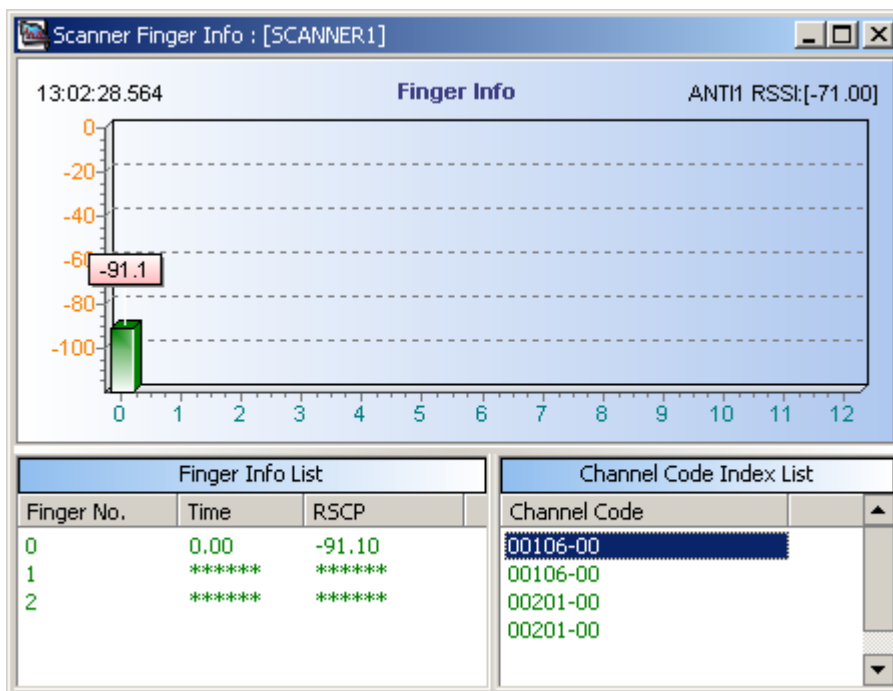 Scanner Finger Info : [SCANNER1]
13:02:28.564 Finger Info ANTI1 RSSI:[-71.00]
0
-20
-40
-60
-91.1
-80
-100
0 1 2 3 4 5 6 7 8 9 10 11 12
Finger Info List
Finger No. Time RSCP
0 0.00 -91.10
1 ****** ******
2 ****** ******
Channel Code Index List
Channel Code
00106-00
00106-00
00201-00
00201-00